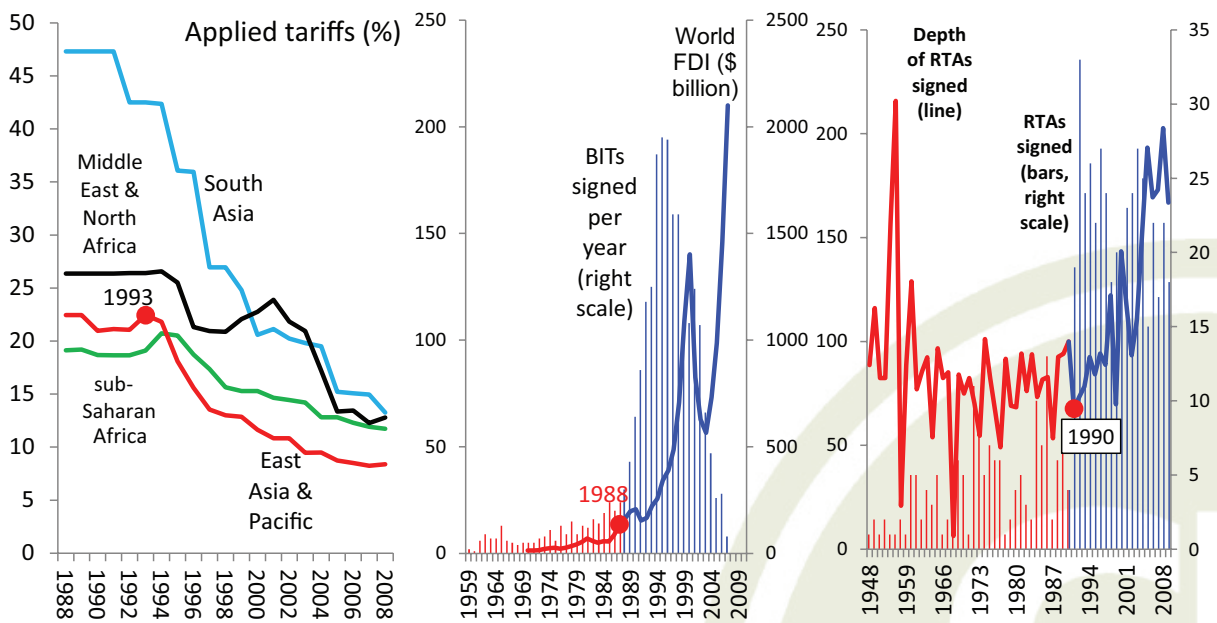 Applied tariffs (%)
50
45
40
35
30
25
20
15
10
5
0
Middle
East &
North
Africa
South
Asia
1993
sub-
Saharan
Africa
East
Asia &
Pacific
1988
1990
1992
1994
1996
1998
2000
2002
2004
2006
2008
250
200
150
100
50
0
World
FDI ($
billion)
BITs
signed
per
year
(right
scale)
1988
2500
2000
1500
1000
500
0
1959
1964
1969
1974
1979
1984
1989
1994
1999
2004
2009
250
200
150
100
50
0
Depth
of RTAs
signed
(line)
RTAs
signed
(bars,
right
scale)
1990
35
30
25
20
15
10
5
0
1948
1959
1966
1973
1980
1987
1994
2001
2008